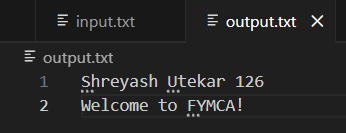 input.txt output.txt
output.txt
1 Shreyash Utekar 126
2 Welcome to FYMCA!